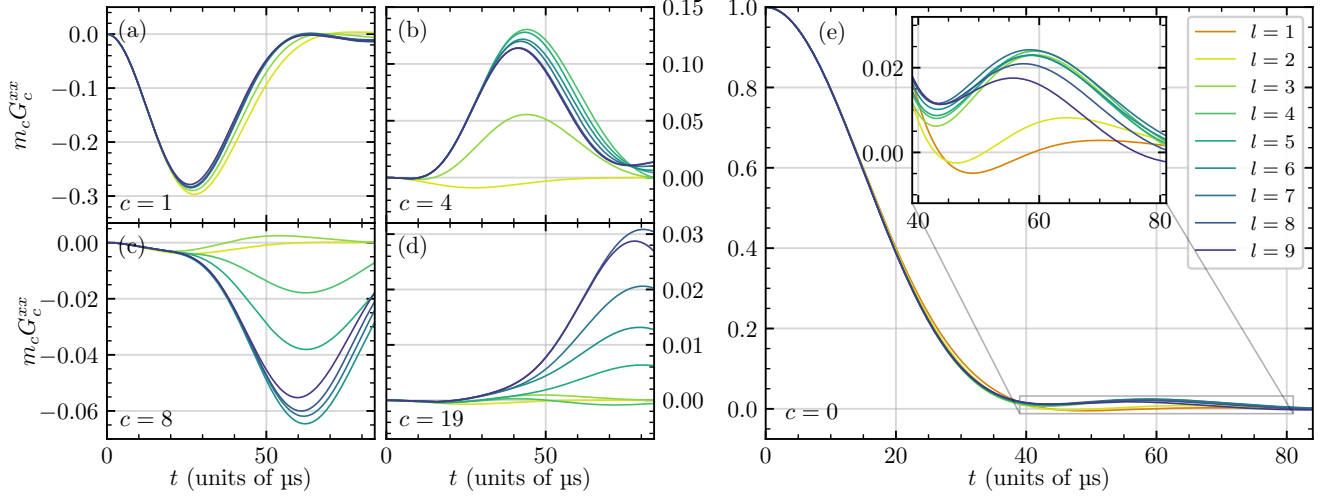 (a)
0.0
−0.1
−0.2
−0.3
m_c G_c^{xx}
c = 1
(b)
0.15
0.10
0.05
0.00
c = 4
(c)
0.00
−0.02
−0.04
−0.06
m_c G_c^{xx}
c = 8
0
50
t (units of µs)
(d)
0.03
0.02
0.01
0.00
c = 19
0
50
t (units of µs)
(e)
1.0
0.8
0.6
0.4
0.2
0.0
c = 0
0
20
40
60
80
t (units of µs)
0.02
0.00
40
60
80
l = 1
l = 2
l = 3
l = 4
l = 5
l = 6
l = 7
l = 8
l = 9